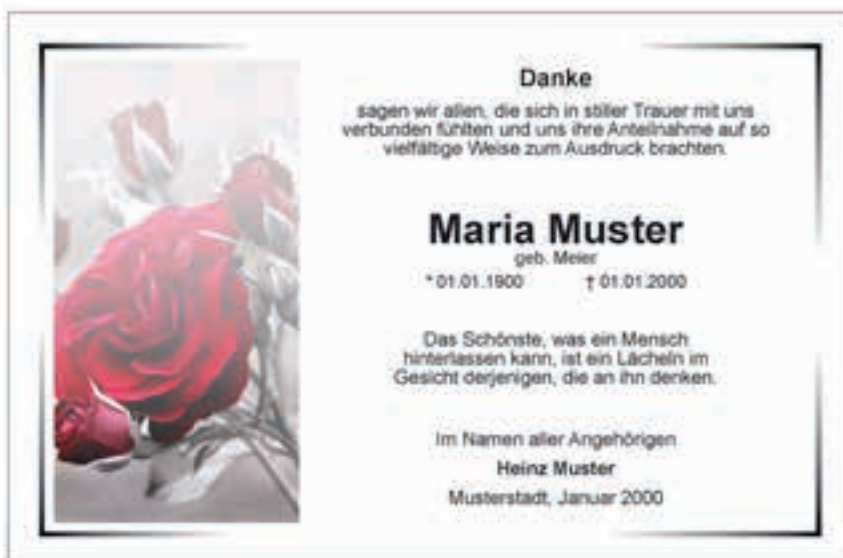 Danke
sagen wir allen, die sich in stiller Trauer mit uns
verbunden fühlten und uns ihre Anteilnahme auf so
vielfältige Weise zum Ausdruck brachten.
Maria Muster
geb. Meier
* 01.01.1900 † 01.01.2000
Das Schönste, was ein Mensch
hinterlassen kann, ist ein Lächeln im
Gesicht derjenigen, die an ihn denken.
Im Namen aller Angehörigen
Heinz Muster
Musterstadt, Januar 2000